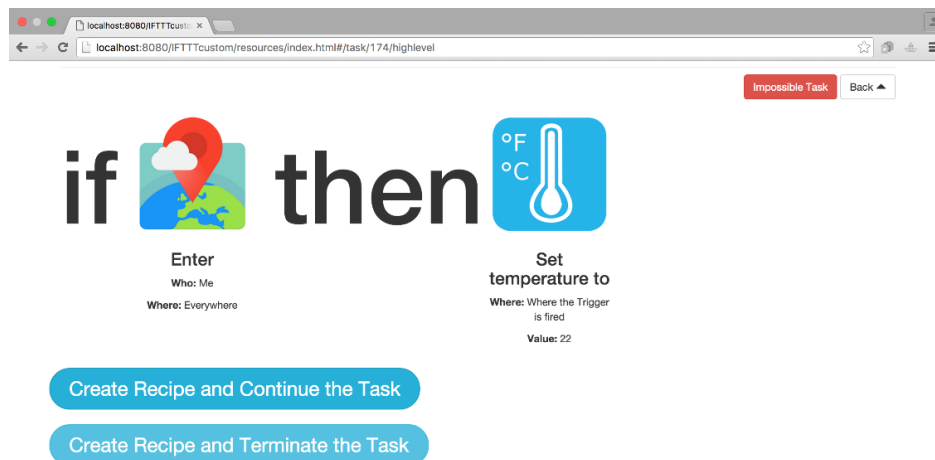 localhost:8080/IFTTTcusto
localhost:8080/IFTTTcustom/resources/index.html#/task/174/highlevel
Impossible Task Back
if then
°F
°C
Enter
Who: Me
Where: Everywhere
Set
temperature to
Where: Where the Trigger
is fired
Value: 22
Create Recipe and Continue the Task
Create Recipe and Terminate the Task